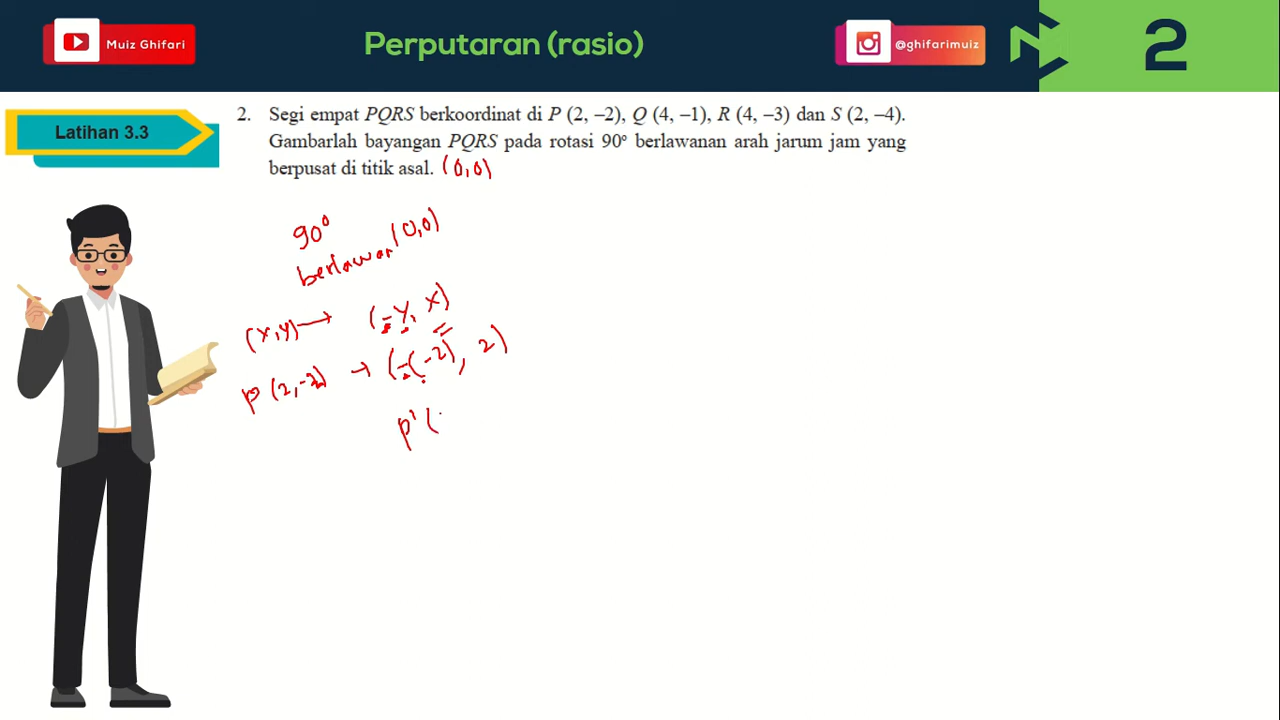 Muiz Ghifari
Perputaran (rasio)
@ghifarimuiz
2
Latihan 3.3
2. Segi empat PQRS berkoordinat di P (2, –2), Q (4, –1), R (4, –3) dan S (2, –4).
Gambarlah bayangan PQRS pada rotasi 90° berlawanan arah jarum jam yang
berpusat di titik asal. (0,0)
90°
berlawan (0,0)
(x,y) → (-y, x)
P (2,-2) → (-(-2), 2)
P' (